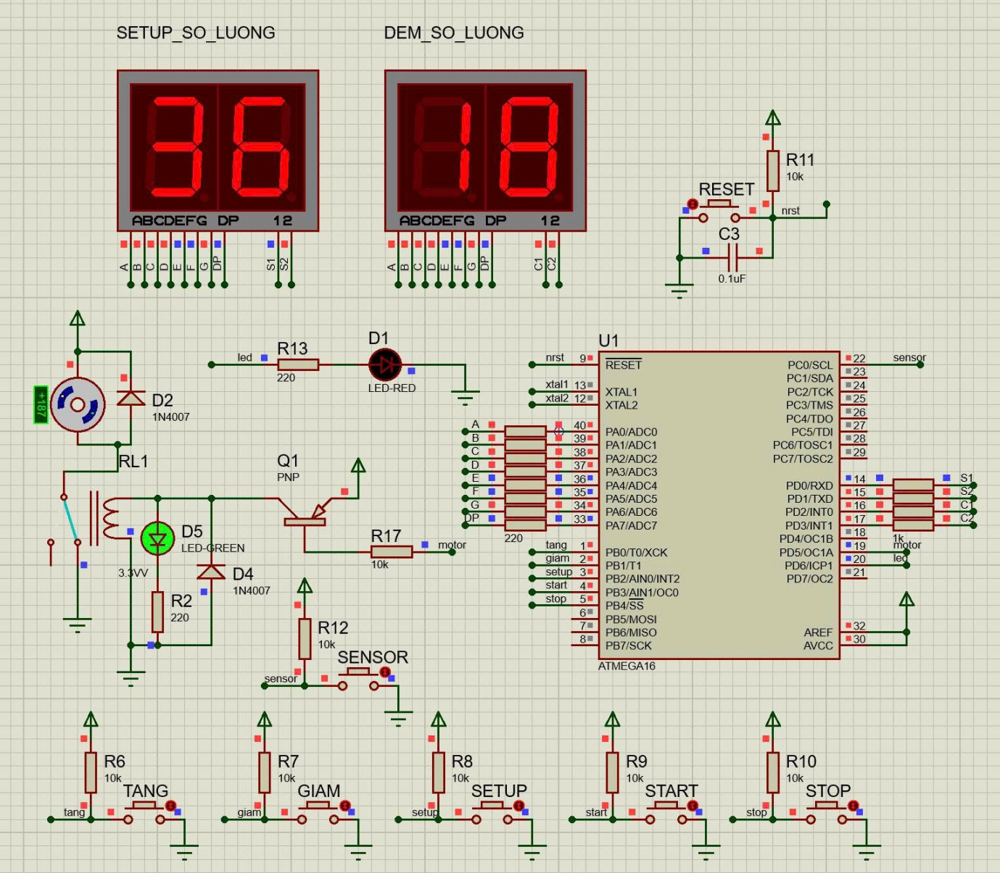 SETUP_SO_LUONG
DEM_SO_LUONG
36
18
ABCDEFG DP 12
ABCDEFG DP 12
A
B
C
D
E
F
G
DP
S1
S2
A
B
C
D
E
F
G
DP
C1
C2
R11
10k
RESET
nrst
C3
0.1uF
+187
D2
1N4007
led
R13
220
D1
LED-RED
RL1
3.3VV
Q1
PNP
D5
LED-GREEN
R17
10k
motor
D4
1N4007
R2
220
R12
10k
SENSOR
sensor
U1
nrst 9 RESET
xtal1 13 XTAL1
xtal2 12 XTAL2
A 40 PA0/ADC0
B 39 PA1/ADC1
C 38 PA2/ADC2
D 37 PA3/ADC3
E 36 PA4/ADC4
F 35 PA5/ADC5
G 34 PA6/ADC6
DP 33 PA7/ADC7
220
tang 1 PB0/T0/XCK
giam 2 PB1/T1
setup 3 PB2/AIN0/INT2
start 4 PB3/AIN1/OC0
stop 5 PB4/SS
6 PB5/MOSI
7 PB6/MISO
8 PB7/SCK
PC0/SCL 22 sensor
PC1/SDA 23
PC2/TCK 24
PC3/TMS 25
PC4/TDO 26
PC5/TDI 27
PC6/TOSC1 28
PC7/TOSC2 29
PD0/RXD 14 S1
PD1/TXD 15 S2
PD2/INT0 16 C1
PD3/INT1 17 C2
PD4/OC1B 18 1k
PD5/OC1A 19 motor
PD6/ICP1 20 led
PD7/OC2 21
AREF 32
AVCC 30
ATMEGA16
R6
10k
TANG
tang
R7
10k
GIAM
giam
R8
10k
SETUP
setup
R9
10k
START
start
R10
10k
STOP
stop